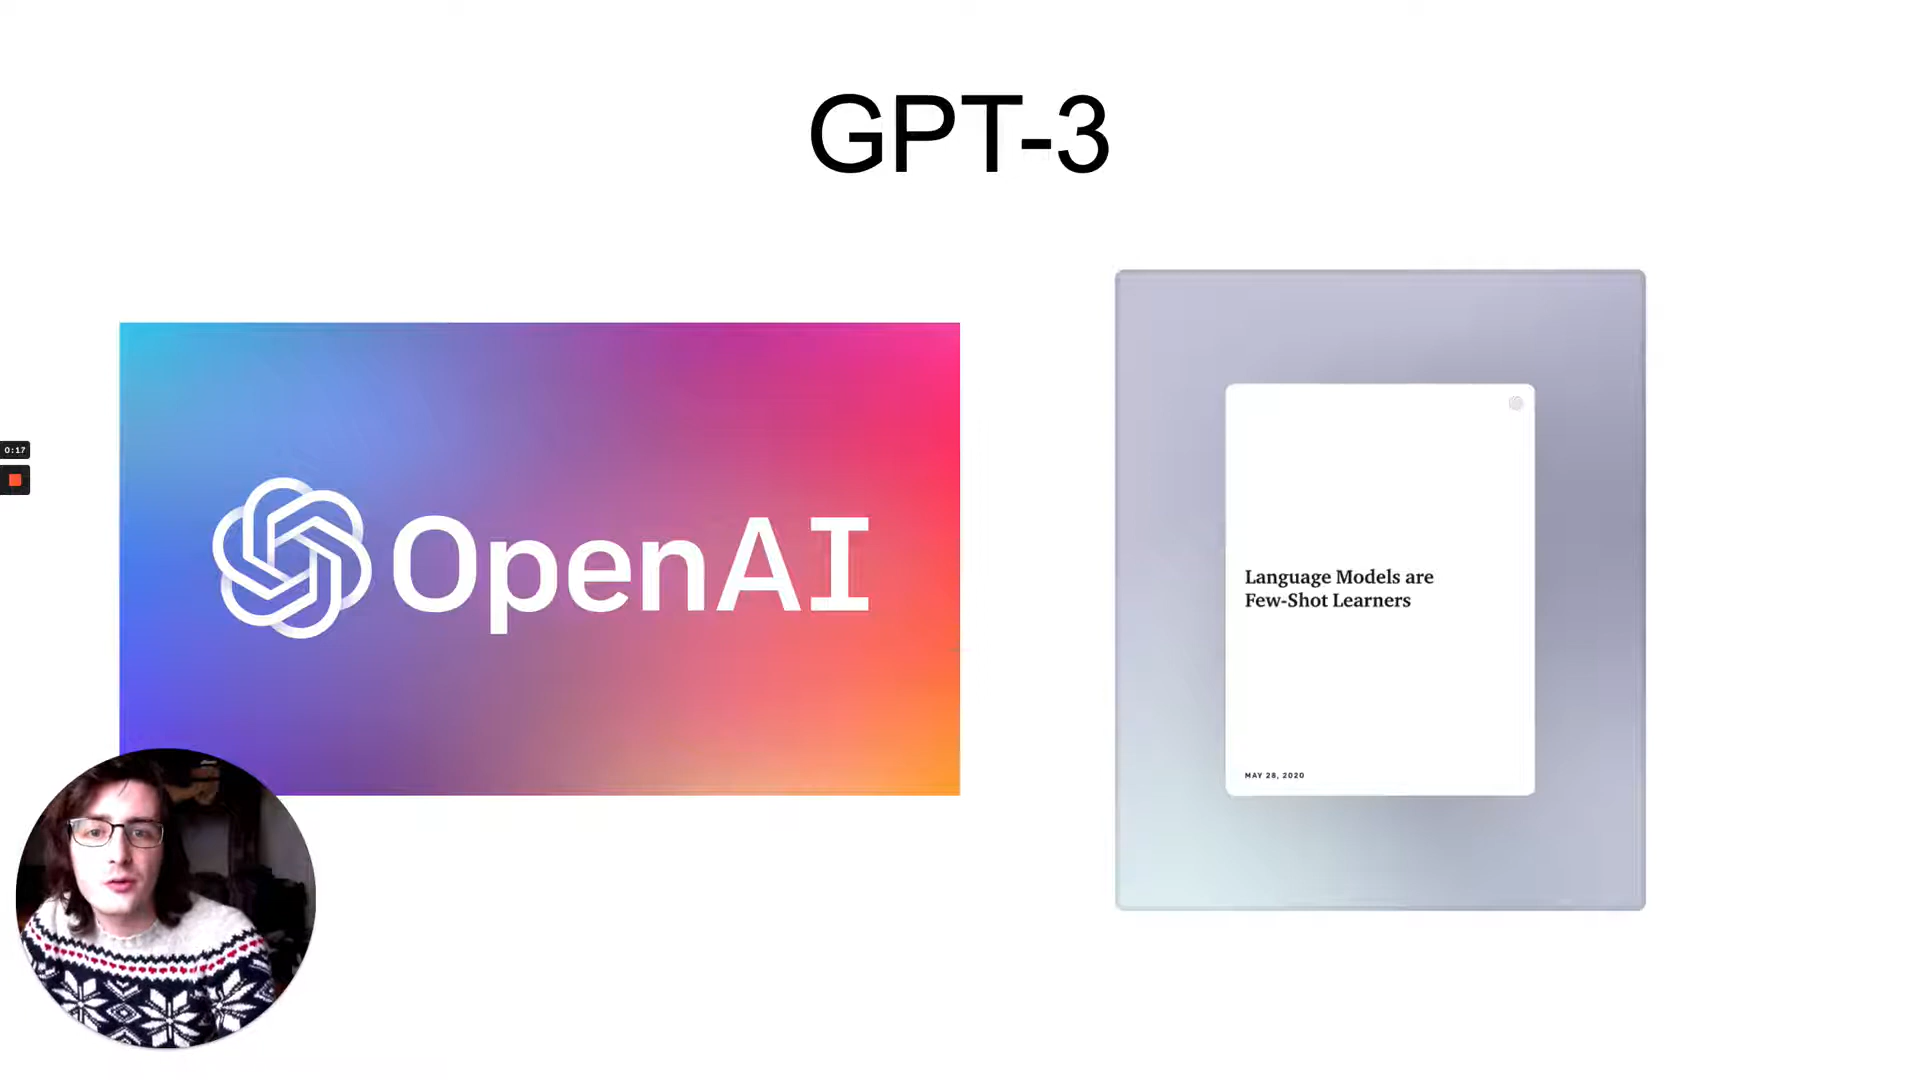 GPT-3
OpenAI
Language Models are
Few-Shot Learners
MAY 28, 2020
0:17